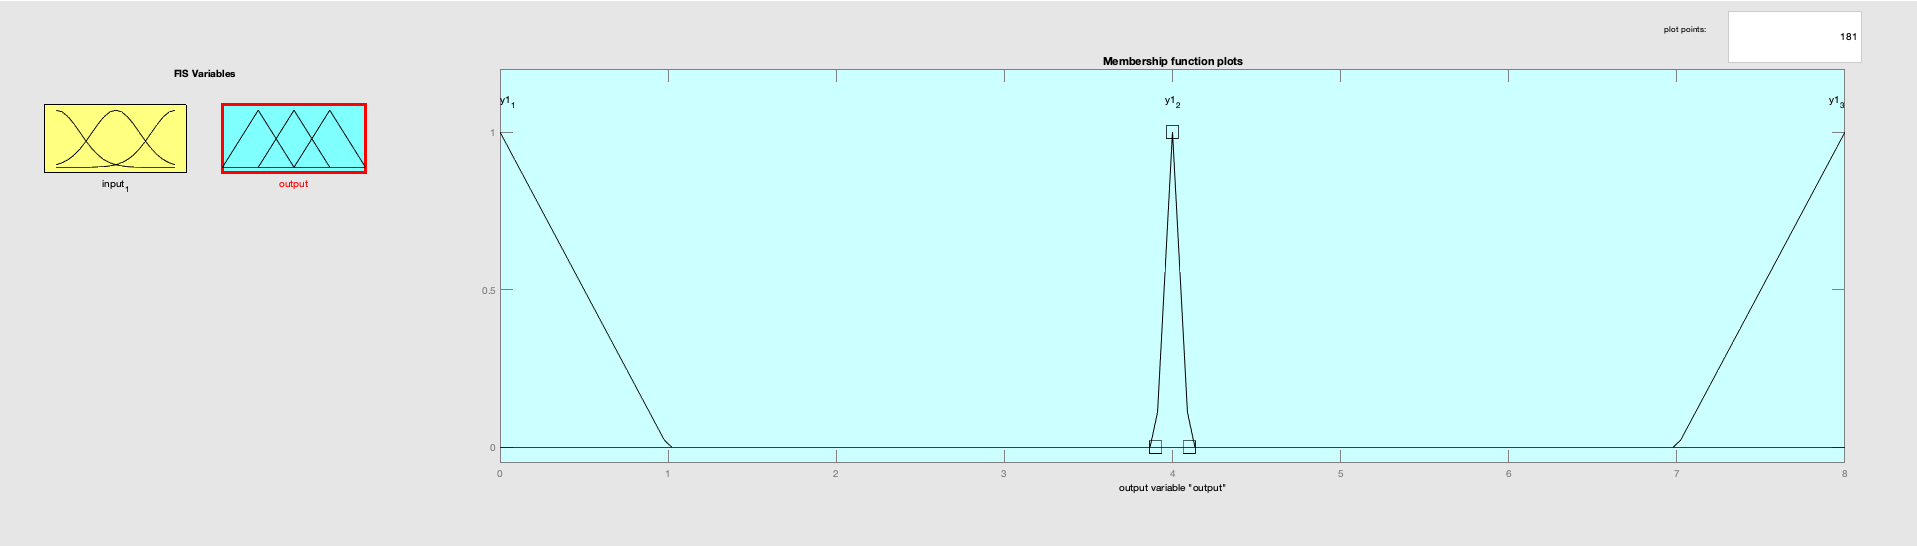 plot points:
181
FIS Variables
Membership function plots
y1₁
y1₂
y1₃
input₁
output
1
0.5
0
0
1
2
3
4
5
6
7
8
output variable "output"